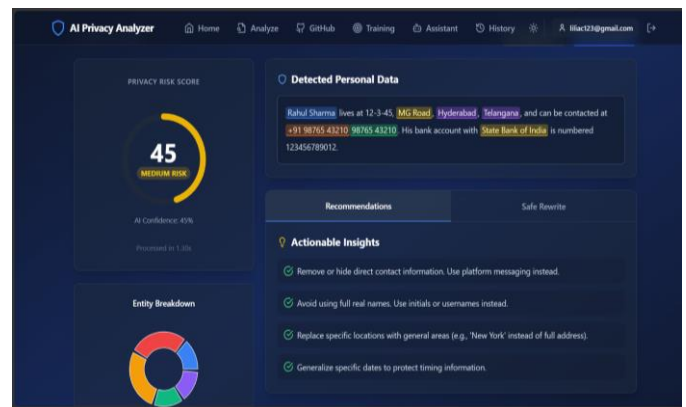 AI Privacy Analyzer
Home
Analyze
GitHub
Training
Assistant
History
liliac123@gmail.com
PRIVACY RISK SCORE
45
MEDIUM RISK
AI Confidence: 45%
Processed in 1.30s
Entity Breakdown
Detected Personal Data
Rahul Sharma lives at 12-3-45, MG Road, Hyderabad, Telangana, and can be contacted at
+91 98765 43210 98765 43210. His bank account with State Bank of India is numbered
123456789012.
Recommendations
Safe Rewrite
Actionable Insights
Remove or hide direct contact information. Use platform messaging instead.
Avoid using full real names. Use initials or usernames instead.
Replace specific locations with general areas (e.g., 'New York' instead of full address).
Generalize specific dates to protect timing information.